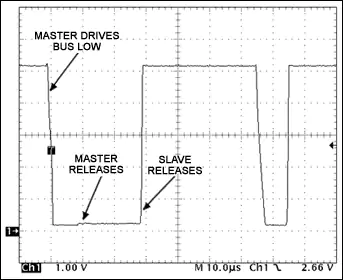 MASTER DRIVES
BUS LOW
T
MASTER
RELEASES
SLAVE
RELEASES
1
Ch1 1.00 V M 10.0µs Ch1 2.66 V